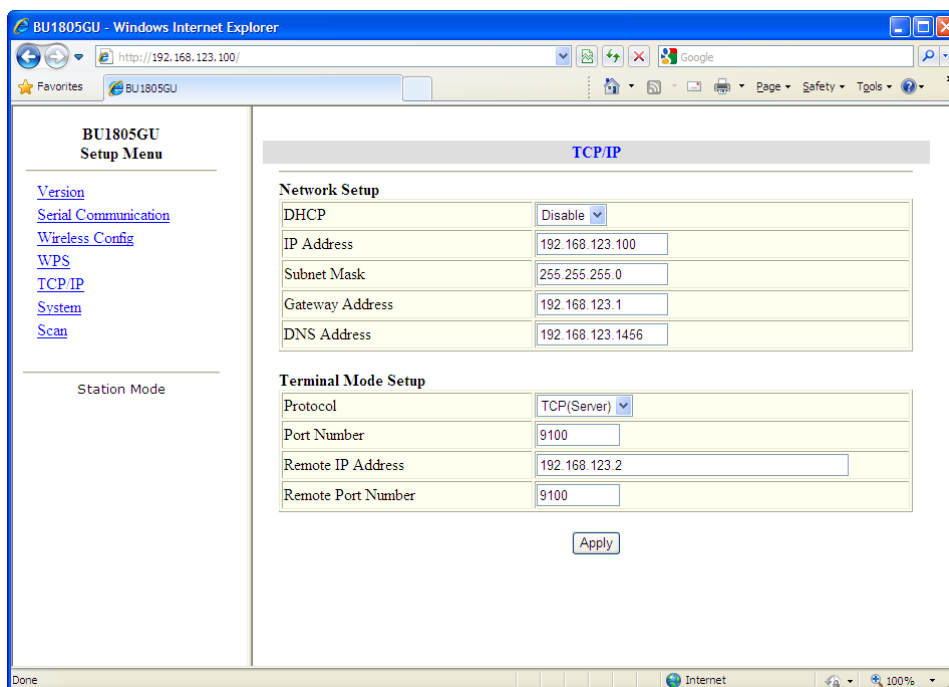 BU1805GU - Windows Internet Explorer
http://192.168.123.100/
Google
Favorites
BU1805GU
Page
Safety
Tools
BU1805GU
Setup Menu
Version
Serial Communication
Wireless Config
WPS
TCP/IP
System
Scan
Station Mode
TCP/IP
Network Setup
DHCP Disable
IP Address 192.168.123.100
Subnet Mask 255.255.255.0
Gateway Address 192.168.123.1
DNS Address 192.168.123.1456
Terminal Mode Setup
Protocol TCP(Server)
Port Number 9100
Remote IP Address 192.168.123.2
Remote Port Number 9100
Apply
Done
Internet
100%